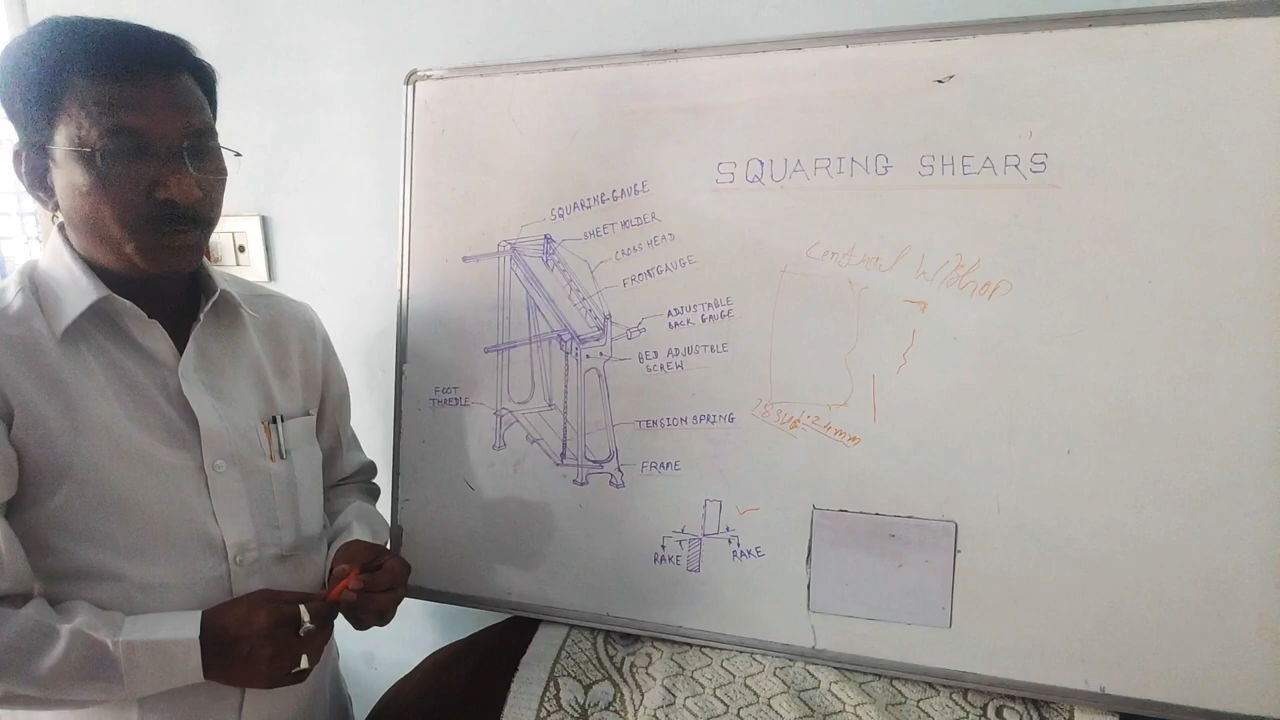 SQUARING SHEARS
SQUARING GAUGE
SHEET HOLDER
CROSS HEAD
FRONT GAUGE
ADJUSTABLE
BACK GAUGE
BED ADJUSTBLE
SCREW
FOOT
THREDLE
TENSION SPRING
FRAME
RAKE
RAKE